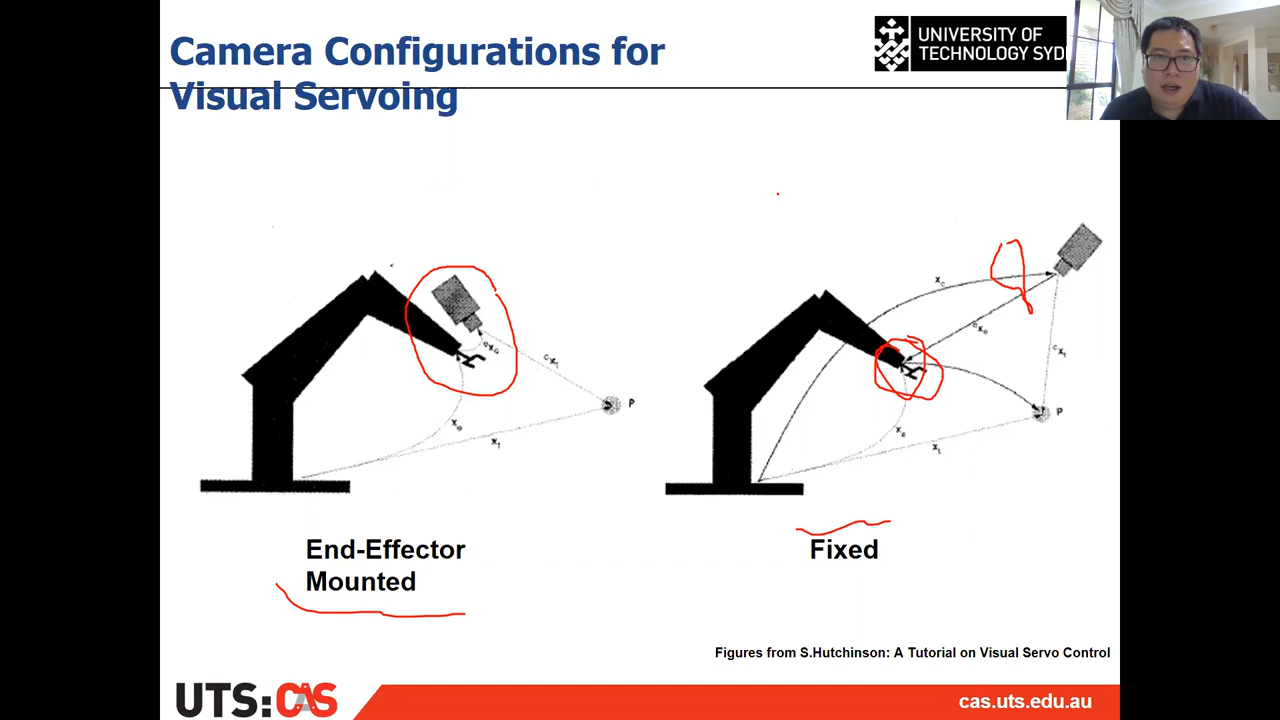 Camera Configurations for
Visual Servoing
UNIVERSITY OF
TECHNOLOGY SYD
P
P
End-Effector
Mounted
Fixed
Figures from S.Hutchinson: A Tutorial on Visual Servo Control
UTS:CAS
cas.uts.edu.au